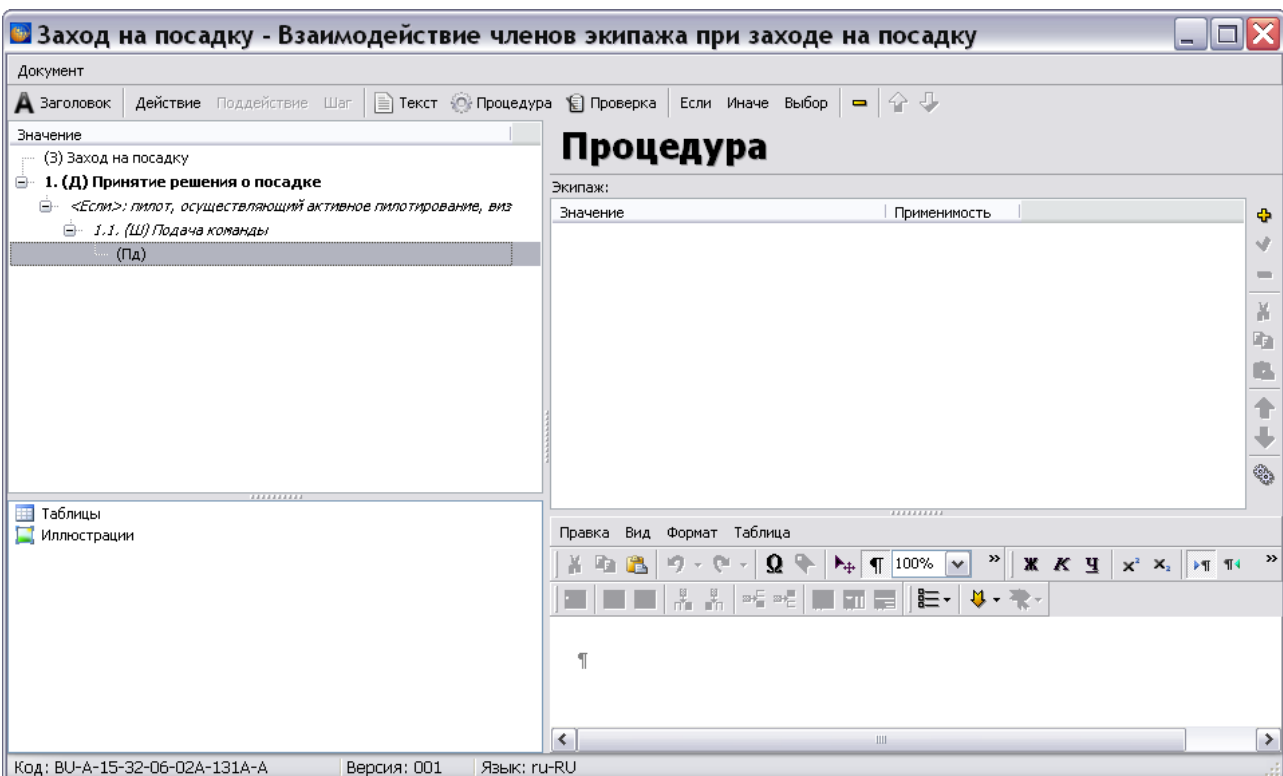 Заход на посадку - Взаимодействие членов экипажа при заходе на посадку
Документ
A Заголовок Действие Поддействие Шаг Текст Процедура Проверка Если Иначе Выбор
Значение
(З) Заход на посадку
1. (Д) Принятие решения о посадке
<Если>: пилот, осуществляющий активное пилотирование, виз
1.1. (Ш) Подача команды
(Пд)
Таблицы
Иллюстрации
Процедура
Экипаж:
Значение Применимость
Правка Вид Формат Таблица
Ω ¶ 100% » Ж К Ч x² x₂ ¶ ¶ »
¶
Код: BU-A-15-32-06-02A-131A-A Версия: 001 Язык: ru-RU